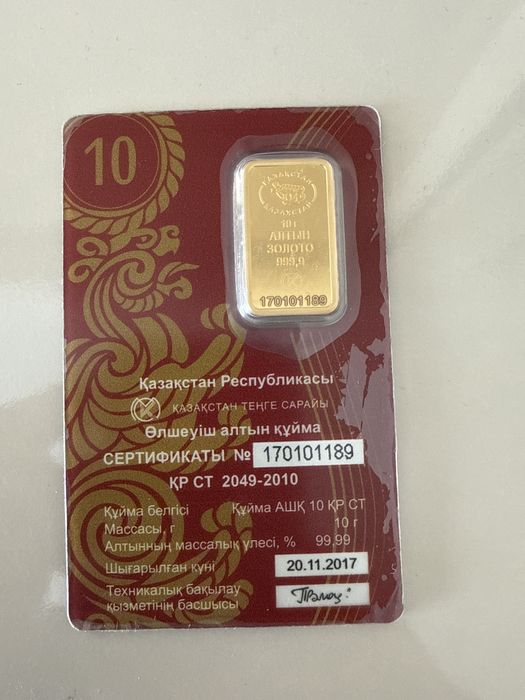 10
ҚАЗАҚСТАН
КАЗАХСТАН
10 г
АЛТЫН
ЗОЛОТО
999,9
170101189
Қазақстан Республикасы
ҚАЗАҚСТАН ТЕҢГЕ САРАЙЫ
Өлшеуіш алтын құйма
СЕРТИФИКАТЫ № 170101189
ҚР СТ 2049-2010
Құйма белгісі Құйма АШҚ 10 ҚР СТ
Массасы, г 10 г
Алтынның массалық үлесі, % 99,99
Шығарылған күні 20.11.2017
Техникалық бақылау
қызметінің басшысы